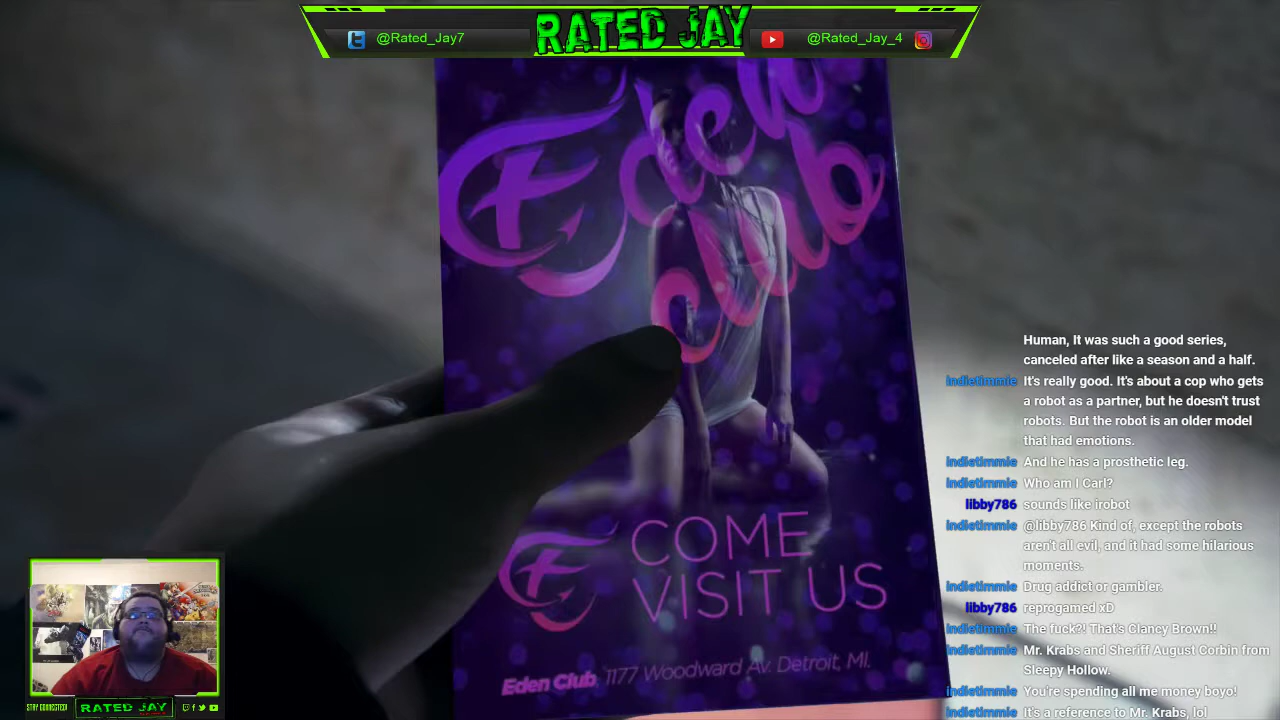 @Rated_Jay7
RATED JAY
@Rated_Jay_4
Eden
club
COME
VISIT US
Eden Club 1177 Woodward Av. Detroit, MI.
Human, It was such a good series,
canceled after like a season and a half.
indietimmie It's really good. It's about a cop who gets
a robot as a partner, but he doesn't trust
robots. But the robot is an older model
that had emotions.
indietimmie And he has a prosthetic leg.
indietimmie Who am I Carl?
libby786 sounds like irobot
indietimmie @libby786 Kind of, except the robots
aren't all evil, and it had some hilarious
moments.
indietimmie Drug addict or gambler.
libby786 reprogamed xD
indietimmie The fuck?! That's Clancy Brown!!
indietimmie Mr. Krabs and Sheriff August Corbin from
Sleepy Hollow.
indietimmie You're spending all me money boyo!
indietimmie It's a reference to Mr. Krabs, lol
STAY CONNECTED!
RATED JAY